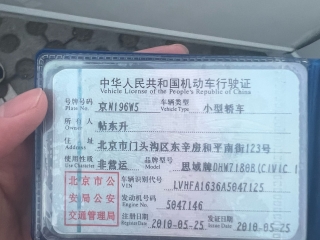 中华人民共和国机动车行驶证
Vehicle License of the People's Republic of China
号牌号码 京N196W5 车辆类型 小型轿车
Plate No. Vehicle Type
所有人 帖东升
Owner
住址 北京市门头沟区东辛房和平南街123号
Address
使用性质 非营运 品牌型号 思域牌DHW7180B(CIVIC 1
Use Character Model
北京市公 车辆识别代号 LVHFA1636A5047125
VIN
安局公安 发动机号码 5047146
Engine No.
交通管理局 注册日期 2010-05-25 发证日期 2010-05-25
Register Date Issue Date